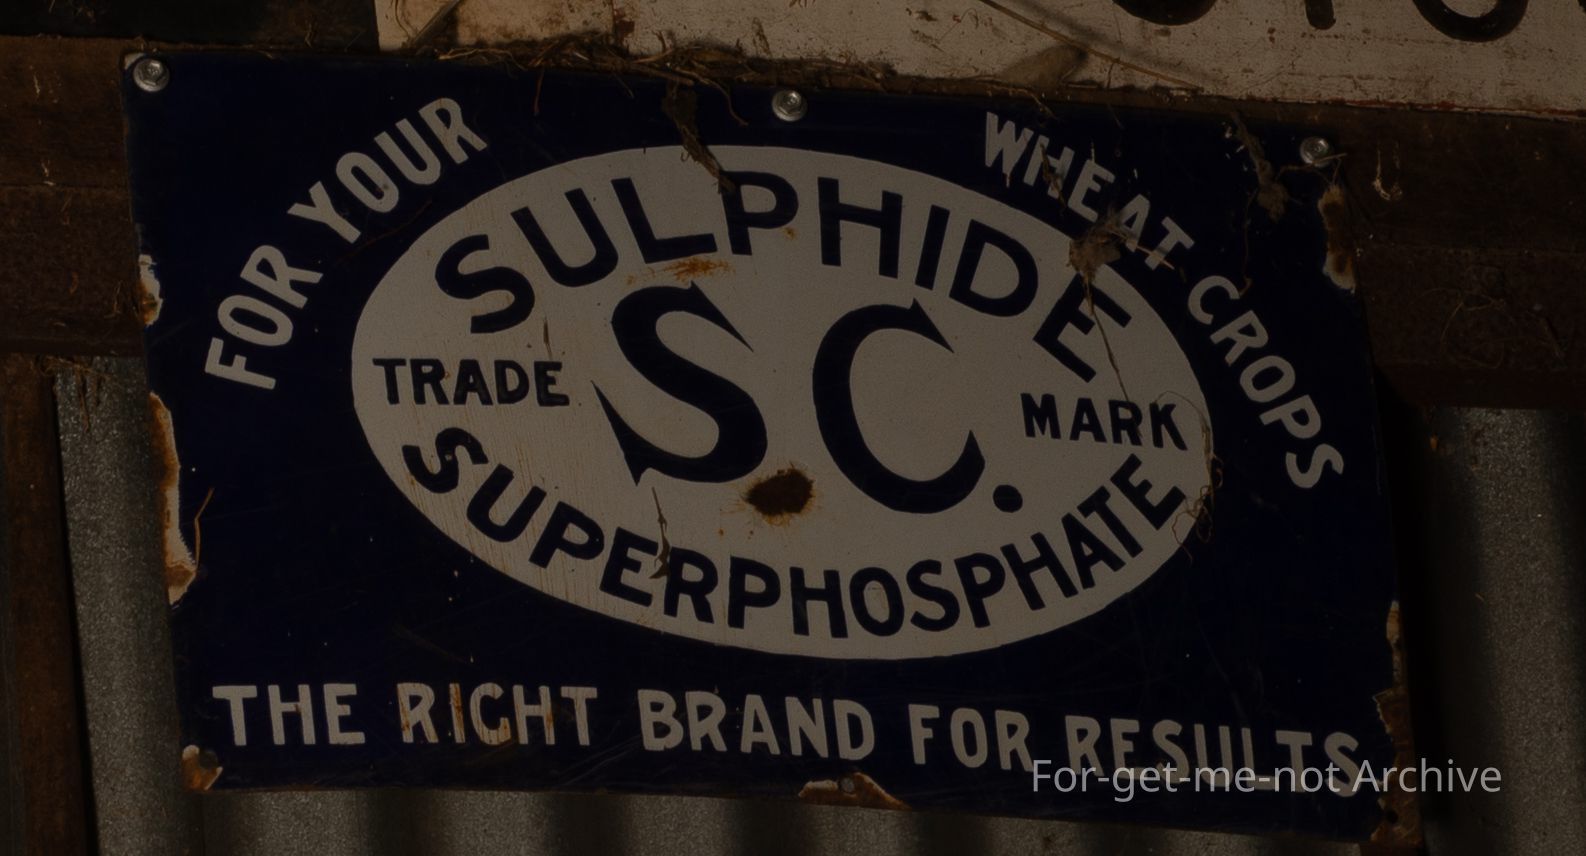 FOR YOUR
WHEAT CROPS
SULPHIDE
S.C.
TRADE
MARK
SUPERPHOSPHATE
THE RIGHT BRAND FOR RESULTS
For-get-me-not Archive